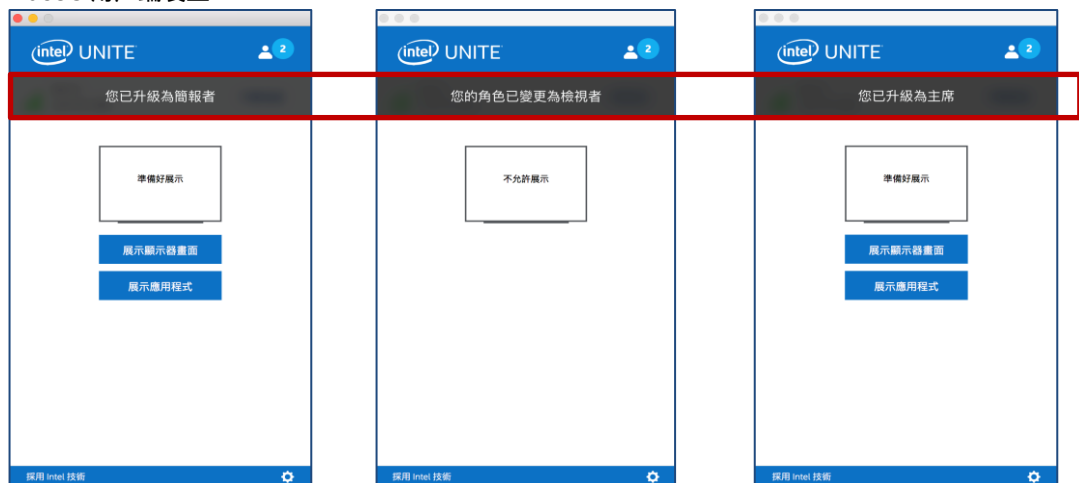 intel UNITE
2
您已升級為簡報者
準備好展示
展示顯示器畫面
展示應用程式
採用 Intel 技術
intel UNITE
2
您的角色已變更為檢視者
不允許展示
採用 Intel 技術
intel UNITE
2
您已升級為主席
準備好展示
展示顯示器畫面
展示應用程式
採用 Intel 技術